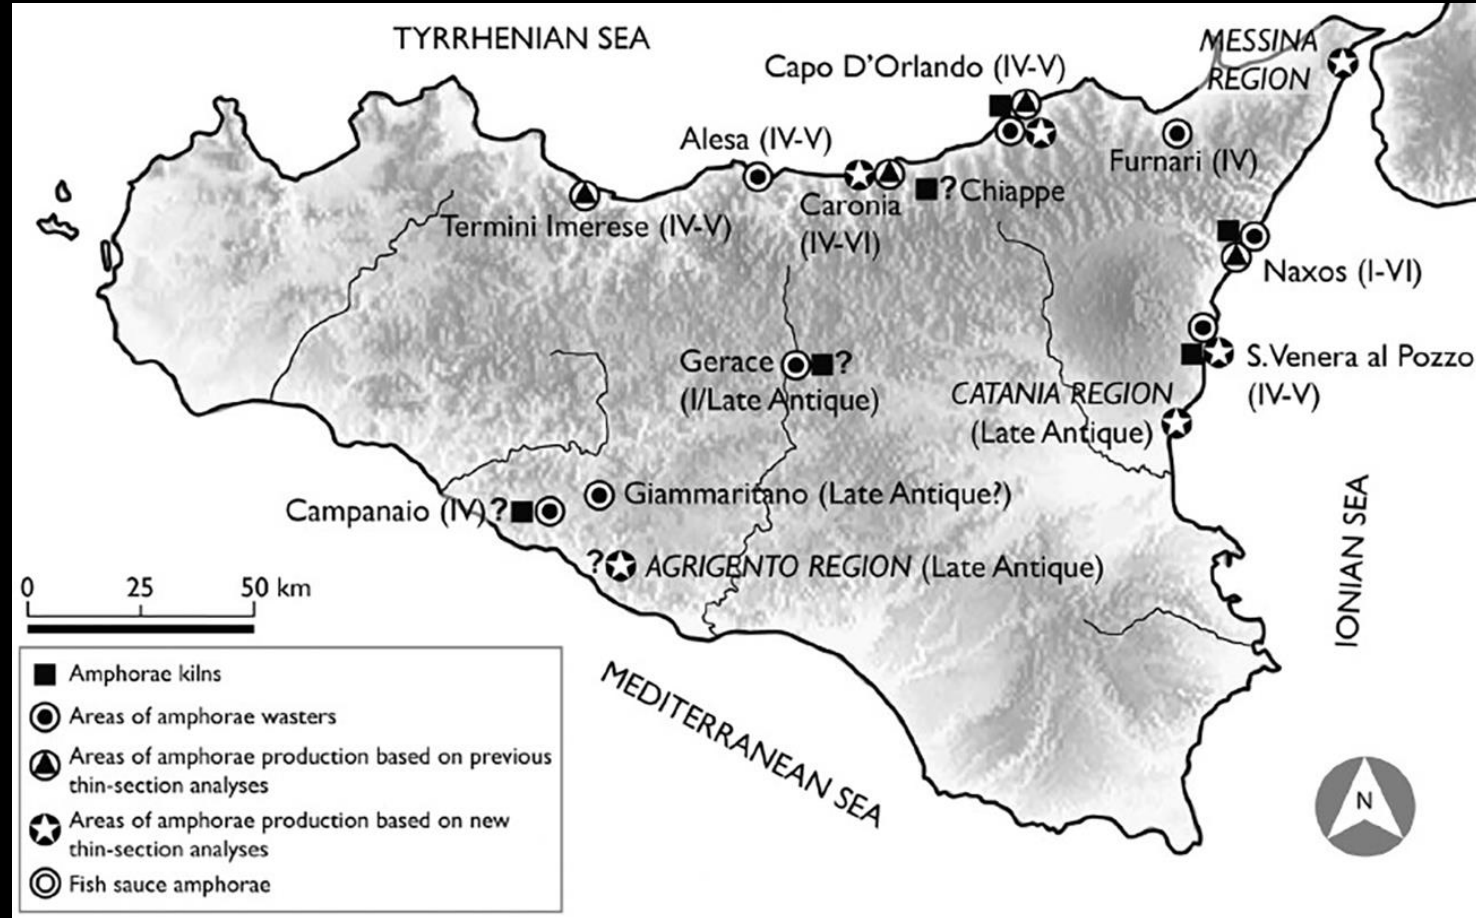 TYRRHENIAN SEA
MESSINA
REGION
Capo D'Orlando (IV-V)
Alesa (IV-V)
Furnari (IV)
Termini Imerese (IV-V)
Caronia
(IV-VI)
? Chiappe
Naxos (I-VI)
Gerace
?
(I/Late Antique)
S.Venera al Pozzo
(IV-V)
CATANIA REGION
(Late Antique)
Campanaio (IV) ?
Giammaritano (Late Antique?)
? AGRIGENTO REGION (Late Antique)
IONIAN SEA
MEDITERRANEAN SEA
0 25 50 km
Amphorae kilns
Areas of amphorae wasters
Areas of amphorae production based on previous
thin-section analyses
Areas of amphorae production based on new
thin-section analyses
Fish sauce amphorae
N